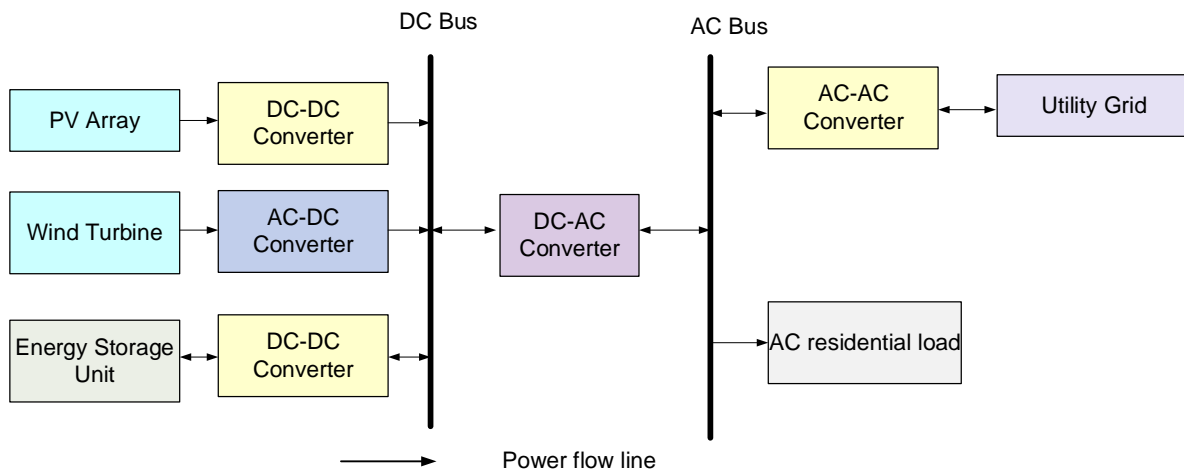 DC Bus
AC Bus
PV Array
DC-DC
Converter
AC-AC
Converter
Utility Grid
Wind Turbine
AC-DC
Converter
DC-AC
Converter
Energy Storage
Unit
DC-DC
Converter
AC residential load
Power flow line